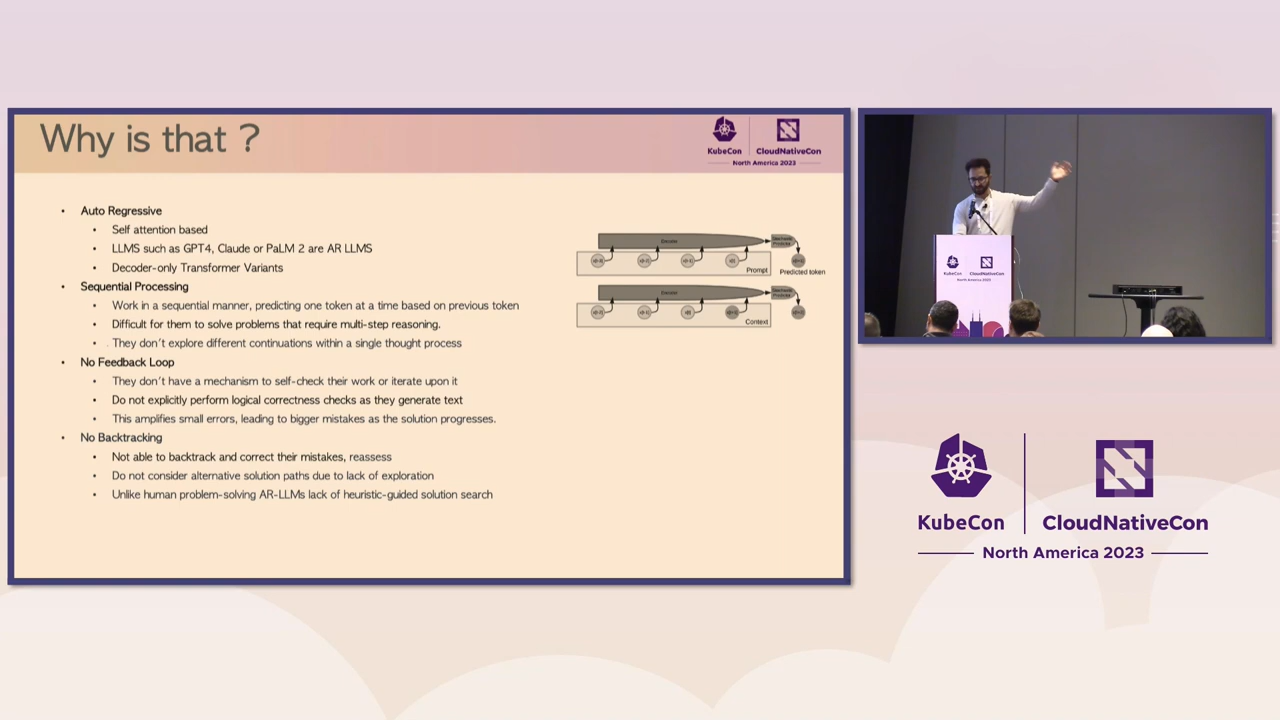 Why is that ?
KubeCon
CloudNativeCon
North America 2023
• Auto Regressive
• Self attention based
• LLMS such as GPT4, Claude or PaLM 2 are AR LLMS
• Decoder-only Transformer Variants
• Sequential Processing
• Work in a sequential manner, predicting one token at a time based on previous token
• Difficult for them to solve problems that require multi-step reasoning.
• They don't explore different continuations within a single thought process
• No Feedback Loop
• They don't have a mechanism to self-check their work or iterate upon it
• Do not explicitly perform logical correctness checks as they generate text
• This amplifies small errors, leading to bigger mistakes as the solution progresses.
• No Backtracking
• Not able to backtrack and correct their mistakes, reassess
• Do not consider alternative solution paths due to lack of exploration
• Unlike human problem-solving AR-LLMs lack of heuristic-guided solution search
Decoder
Prompt
Predicted token
Decoder
Context
KubeCon
CloudNativeCon
North America 2023
KubeCon
CloudNativeCon
North America 2023